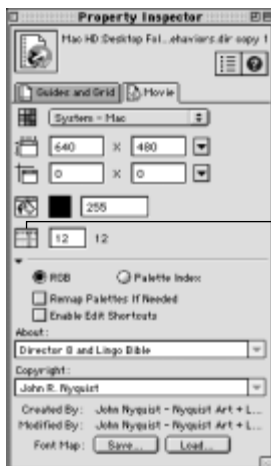 Property Inspector
Mac HD:Desktop Fol...ehaviors.dir copy 1
Guides and Grid Movie
System - Mac
640 x 480
0 x 0
255
12 12
RGB Palette Index
Remap Palettes If Needed
Enable Edit Shortcuts
About:
Director 8 and Lingo Bible
Copyright:
John R. Nyquist
Created By: John Nyquist - Nyquist Art + L...
Modified By: John Nyquist - Nyquist Art + L...
Font Map: Save... Load...